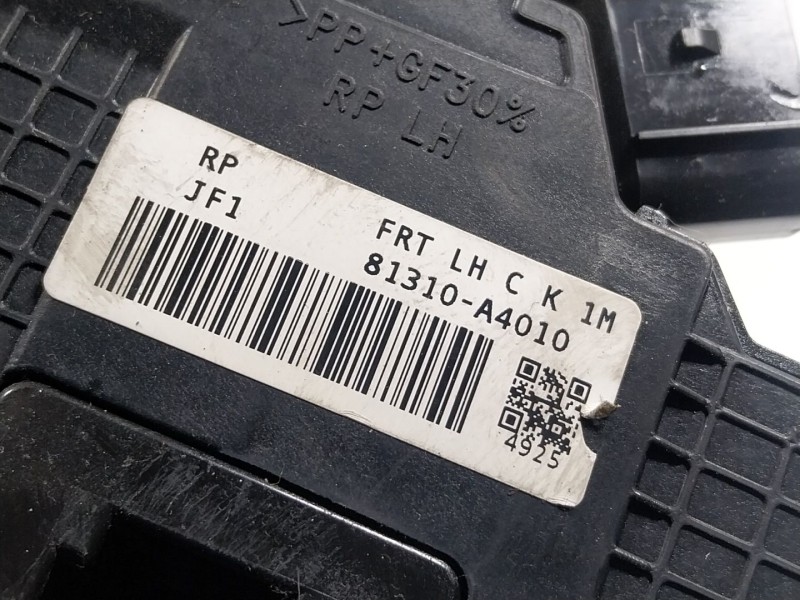 >PP+GF30%
RP LH
RP
JF1
FRT LH C K 1M
81310-A4010
4925